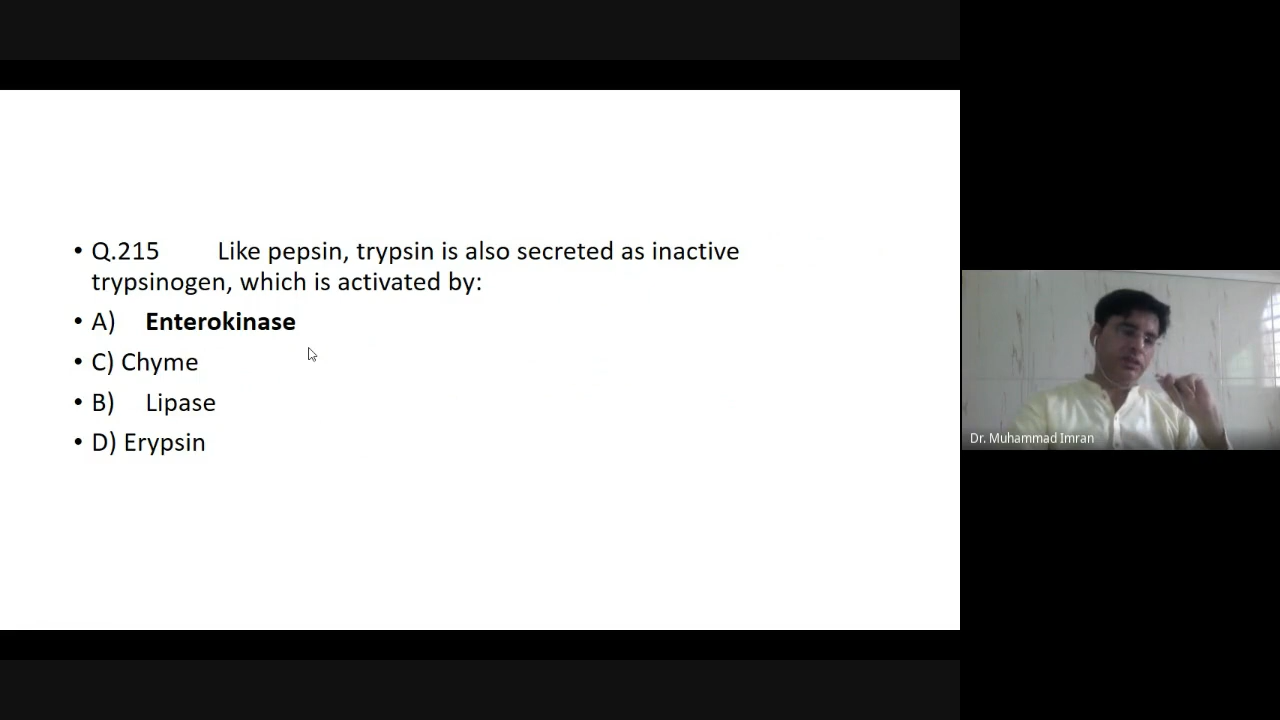 • Q.215 Like pepsin, trypsin is also secreted as inactive
trypsinogen, which is activated by:
• A) Enterokinase
• C) Chyme
• B) Lipase
• D) Erypsin
Dr. Muhammad Imran